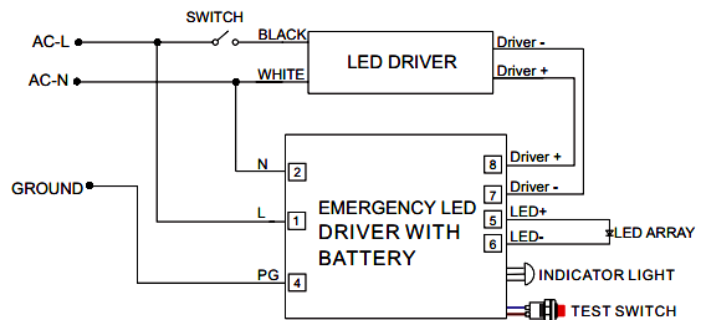 SWITCH
AC-L
BLACK
LED DRIVER
Driver -
Driver +
AC-N
WHITE
N
2
8
Driver +
GROUND
7
Driver -
L
1
EMERGENCY LED
DRIVER WITH
BATTERY
5
LED+
6
LED-
LED ARRAY
PG
4
INDICATOR LIGHT
TEST SWITCH